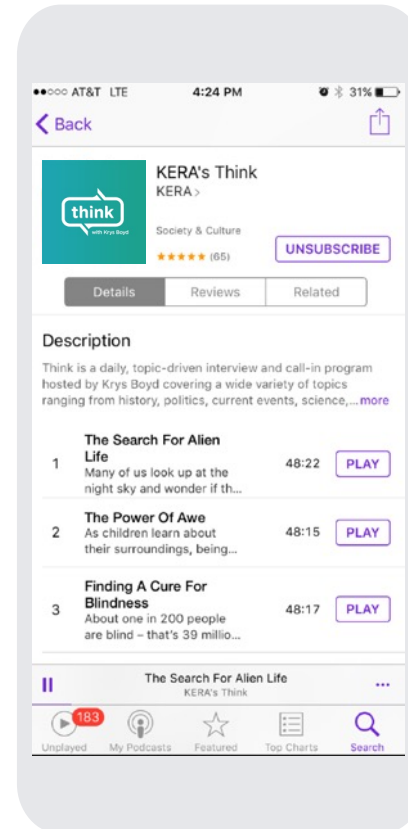 AT&T LTE 4:24 PM 31%
Back
KERA's Think
KERA >
think
with Krys Boyd
Society & Culture
★★★★★ (65)
UNSUBSCRIBE
Details Reviews Related
Description
Think is a daily, topic-driven interview and call-in program
hosted by Krys Boyd covering a wide variety of topics
ranging from history, politics, current events, science,... more
The Search For Alien
Life
1 Many of us look up at the 48:22 PLAY
night sky and wonder if th...
The Power Of Awe
2 As children learn about 48:15 PLAY
their surroundings, being...
Finding A Cure For
Blindness
3 About one in 200 people 48:17 PLAY
are blind – that's 39 millio...
The Search For Alien Life
KERA's Think
183
Unplayed My Podcasts Featured Top Charts Search